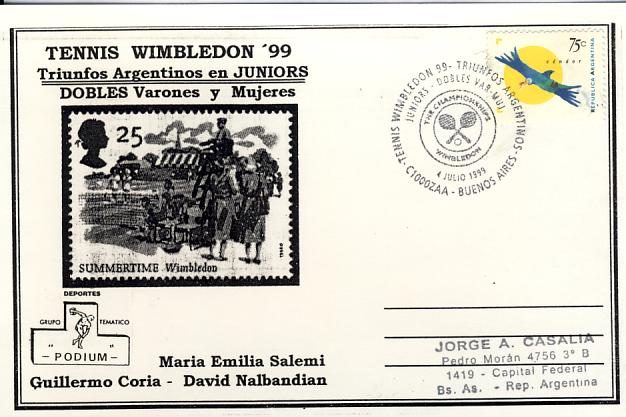 TENNIS WIMBLEDON ´99
Triunfos Argentinos en JUNIORS
DOBLES Varones y Mujeres
25
SUMMERTIME Wimbledon
DEPORTES
GRUPO TEMATICO
" "
- PODIUM -
Maria Emilia Salemi
Guillermo Coria - David Nalbandian
75c
cóndor
REPUBLICA ARGENTINA
TENNIS WIMBLEDON 99 - TRIUNFOS ARGENTINOS
JUNIORS - DOBLES VAR-MUJ
THE CHAMPIONSHIPS
WIMBLEDON
4 JULIO 1999
-C1000ZAA - BUENOS AIRES-
JORGE A. CASALIA
Pedro Morán 4756 3º B
1419 - Capital Federal
Bs. As. - Rep. Argentina